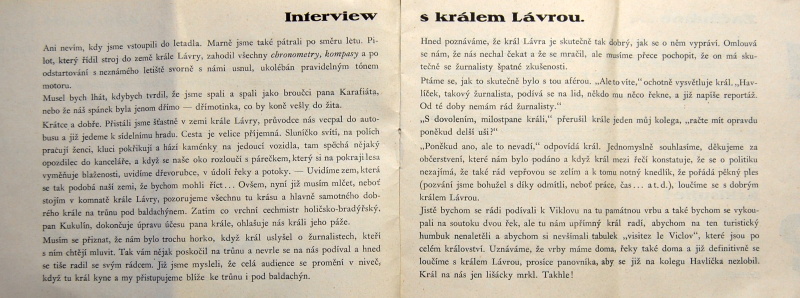 Interview s králem Lávrou.
Ani nevím, kdy jsme vstoupili do letadla. Marně jsme také pátrali po směru letu. Pi-
lot, který řídil stroj do země krále Lávry, zahodil všechny chronometry, kompasy a po
odstartování s neznámého letiště svorně s námi usnul, ukolébán pravidelným tónem
motoru.
Musel bych lhát, kdybych tvrdil, že jsme spali a spali jako broučci pana Karafiáta,
nebo že náš spánek byla jenom dřímo — dřímotinka, co by koně vešly do žita.
Krátce a dobře. Přistáli jsme šťastně v zemi krále Lávry, průvodce nás vecpal do auto-
busu a již jedeme k sídelnímu hradu. Cesta je velice příjemná. Sluníčko svítí, na polích
pracují ženci, kluci pokřikují a hází kaménky na jedoucí vozidla, tam spěchá nějaký
opozdilec do kanceláře, a když se naše oko rozloučí s párečkem, který si na pokraji lesa
vyměňuje blaženosti, uvidíme dřevorubce, v údolí řeky a potoky. — Uvidíme zem, která
se tak podobá naší zemi, že bychom mohli říct... Ovšem, nyní již musím mlčet, neboť
stojím v komnatě krále Lávry, pozorujeme všechnu tu krásu a hlavně samotného dob-
rého krále na trůnu pod baldachýnem. Zatím co vrchní cechmistr holičsko-bradýřský,
pan Kukulín, dokončuje úpravu účesu pana krále, ohlašuje nás králi jeho páže.
Musím se přiznat, že nám bylo trochu horko, když král uslyšel o žurnalistech, kteří
s ním chtějí mluvit. Tak vám nějak poskočil na trůnu a nevrle se na nás podíval a hned
se tiše radil se svým rádcem. Již jsme mysleli, že celá audience se promění v niveč,
když tu král kyne a my přistupujeme blíže ke trůnu i pod baldachýn.
Hned poznáváme, že král Lávra je skutečně tak dobrý, jak se o něm vypráví. Omlouvá
se nám, že nás nechal čekat a že se mračil, ale musíme přece pochopit, že on má sku-
tečně se žurnalisty špatné zkušenosti.
Ptáme se, jak to skutečně bylo s tou aférou. „Ale to víte,“ ochotně vysvětluje král. „Hav-
líček, takový žurnalista, podívá se na lid, někdo mu něco řekne, a již napíše reportáž.
Od té doby nemám rád žurnalisty.“
„S dovolením, milostpane králi,“ přerušil krále jeden můj kolega, „račte mít opravdu
poněkud delší uši?“
„Poněkud ano, ale to nevadí,“ odpovídá král. Jednomyslně souhlasíme, děkujeme za
občerstvení, které nám bylo podáno a když král mezi řečí konstatuje, že se o politiku
nezajímá, že také rád vepřovou se zelím a k tomu notný knedlík, že pořádá pěkný ples
(pozvání jsme bohužel s díky odmítli, neboť práce, čas... a t. d.), loučíme se s dobrým
králem Lávrou.
Jistě bychom se rádi podívali k Viklovu na tu památnou vrbu a také bychom se vykou-
pali na soutoku dvou řek, ale tu nám upřímný král radí, abychom na ten turistický
humbuk nenaletěli a abychom si nevšímali tabulek „visitez le Viclov“, které jsou po
celém království. Uznáváme, že vrby máme doma, řeky také doma a již definitivně se
loučíme s králem Lávrou, prosíce panovníka, aby se již na kolegu Havlíčka nezlobil.
Král na nás jen lišácky mrkl. Takhle!